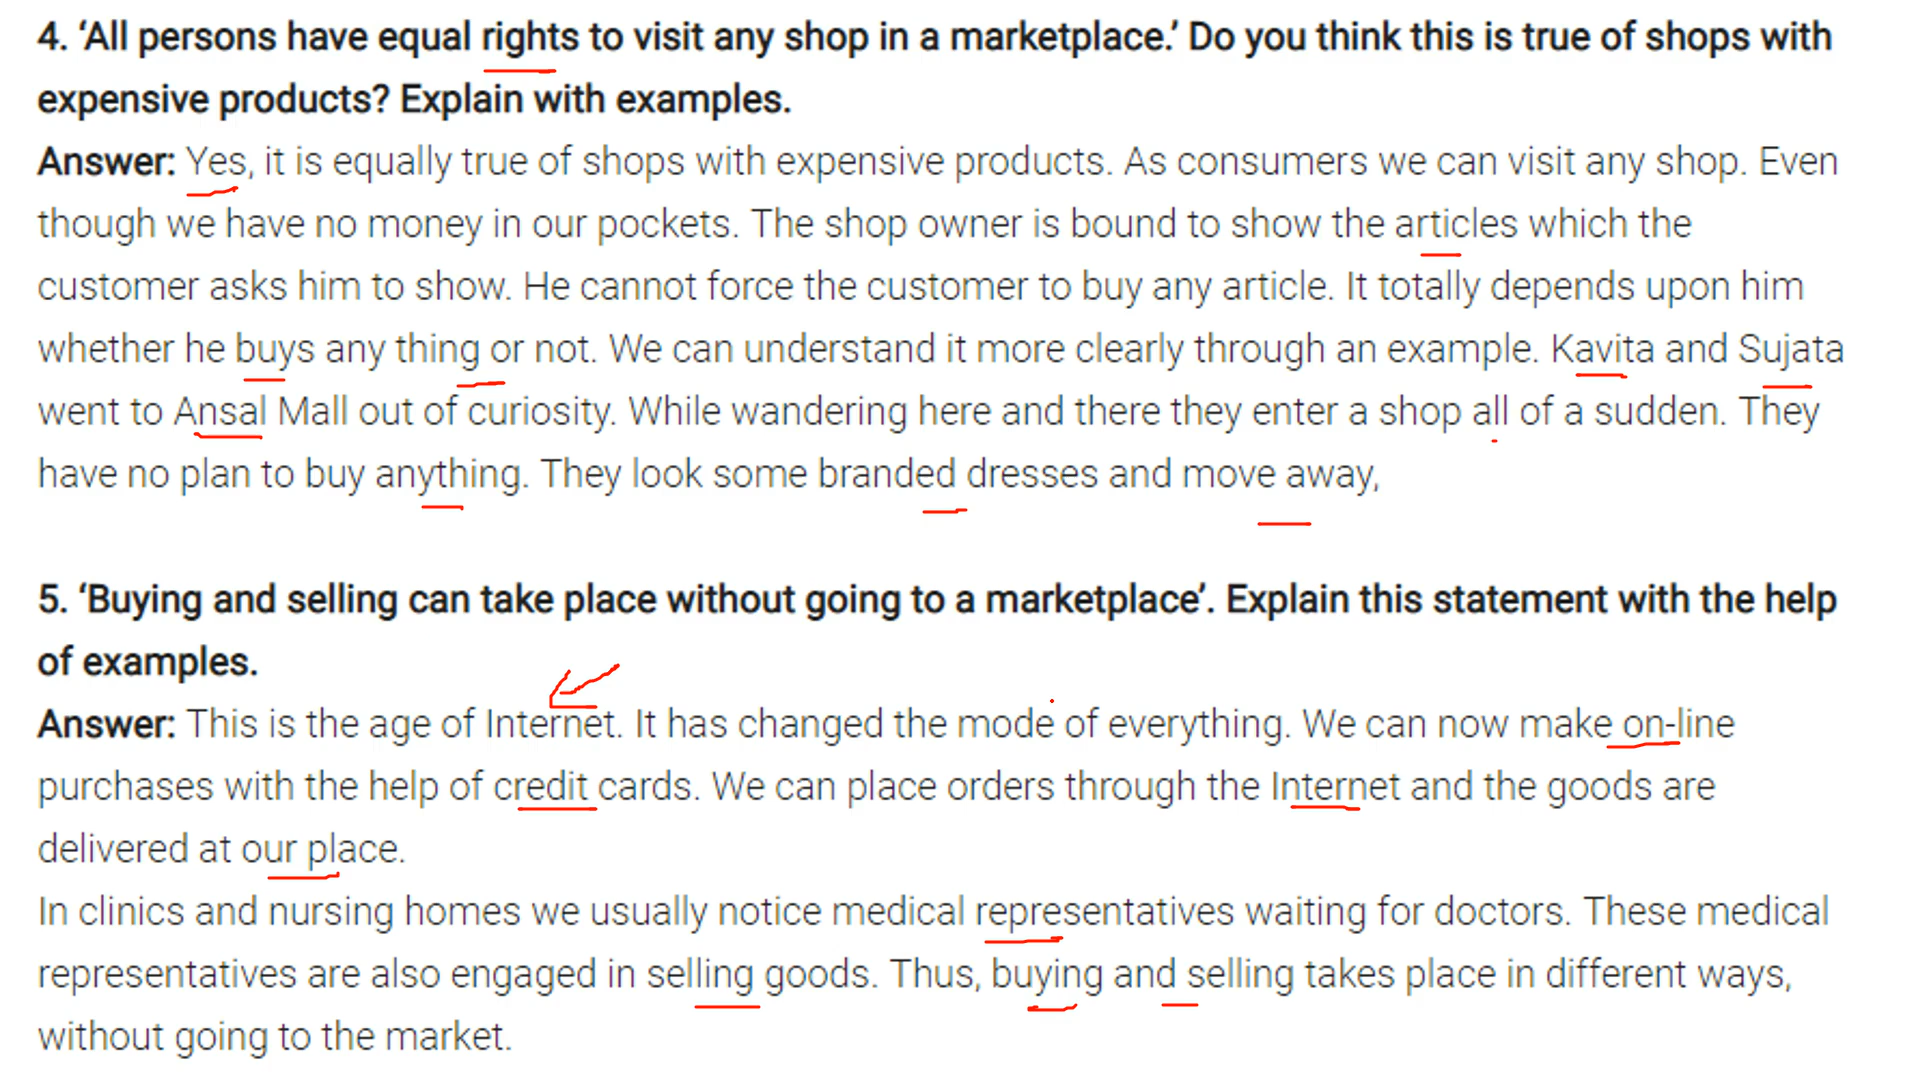 4. ‘All persons have equal rights to visit any shop in a marketplace.’ Do you think this is true of shops with
expensive products? Explain with examples.
Answer: Yes, it is equally true of shops with expensive products. As consumers we can visit any shop. Even
though we have no money in our pockets. The shop owner is bound to show the articles which the
customer asks him to show. He cannot force the customer to buy any article. It totally depends upon him
whether he buys any thing or not. We can understand it more clearly through an example. Kavita and Sujata
went to Ansal Mall out of curiosity. While wandering here and there they enter a shop all of a sudden. They
have no plan to buy anything. They look some branded dresses and move away,
5. ‘Buying and selling can take place without going to a marketplace’. Explain this statement with the help
of examples.
Answer: This is the age of Internet. It has changed the mode of everything. We can now make on-line
purchases with the help of credit cards. We can place orders through the Internet and the goods are
delivered at our place.
In clinics and nursing homes we usually notice medical representatives waiting for doctors. These medical
representatives are also engaged in selling goods. Thus, buying and selling takes place in different ways,
without going to the market.